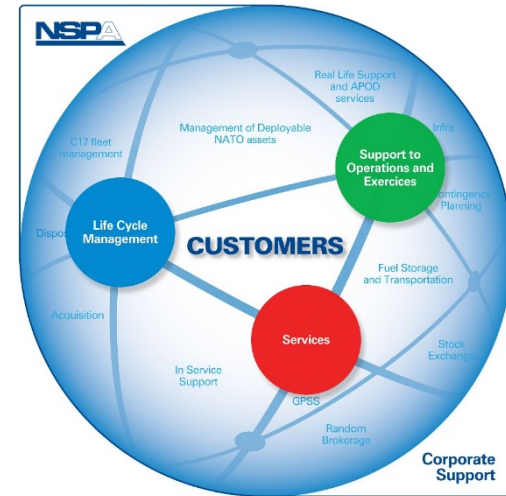 NSPA
Real Life Support
and APOD
services
Management of Deployable
NATO assets
C17 fleet
management
Infra
Support to
Operations and
Exercices
Contingency
Planning
Life Cycle
Management
CUSTOMERS
Fuel Storage
and Transportation
Acquisition
Services
Stock
Exchange
In Service
Support
GPSS
Random
Brokerage
Corporate
Support